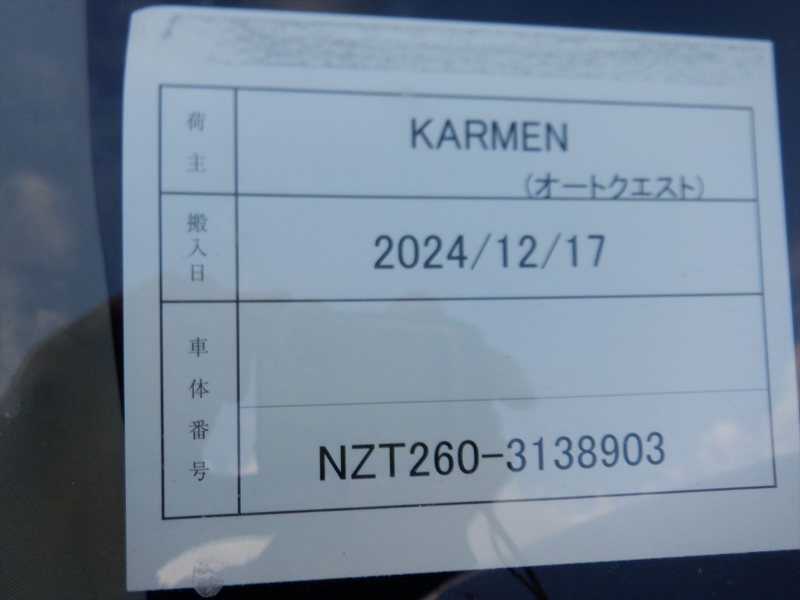 荷主
KARMEN
(オートクエスト)
搬入日
2024/12/17
車体番号
NZT260-3138903